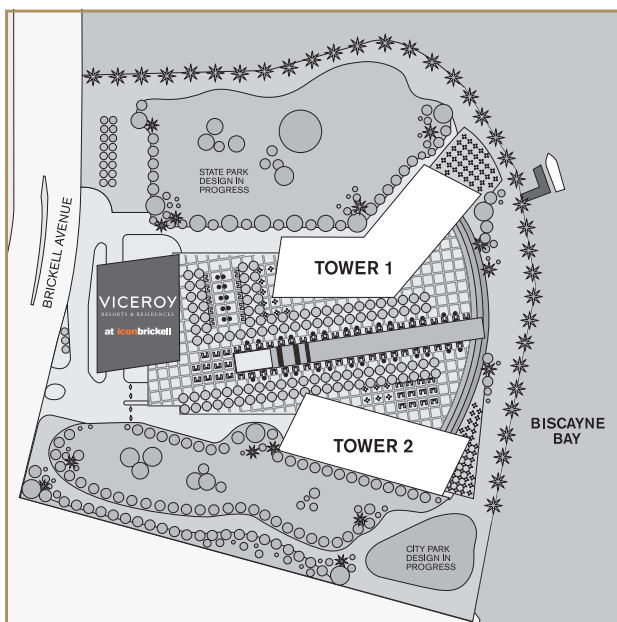 STATE PARK
DESIGN IN
PROGRESS
BRICKELL AVENUE
TOWER 1
VICEROY
RESORTS & RESIDENCES
at iconbrickell
TOWER 2
BISCAYNE
BAY
CITY PARK
DESIGN IN
PROGRESS